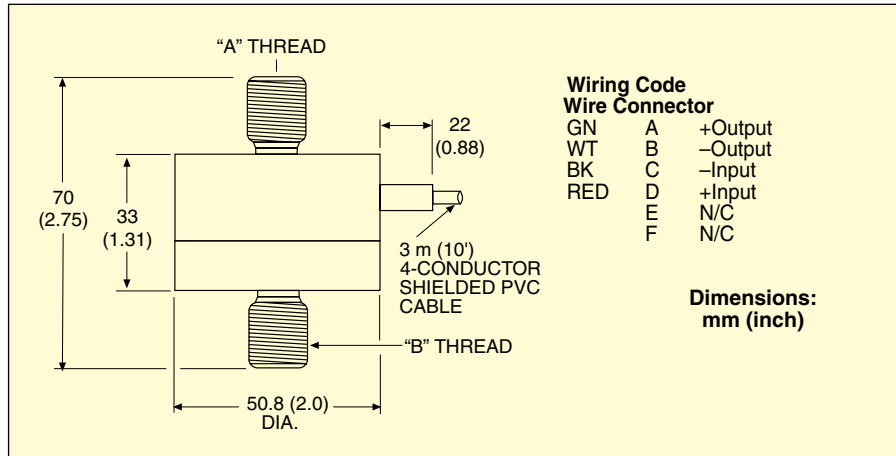 “A” THREAD
22
(0.88)
70
(2.75)
33
(1.31)
3 m (10')
4-CONDUCTOR
SHIELDED PVC
CABLE
“B” THREAD
50.8 (2.0)
DIA.
Wiring Code
Wire Connector
GN A +Output
WT B –Output
BK C –Input
RED D +Input
E N/C
F N/C
Dimensions:
mm (inch)